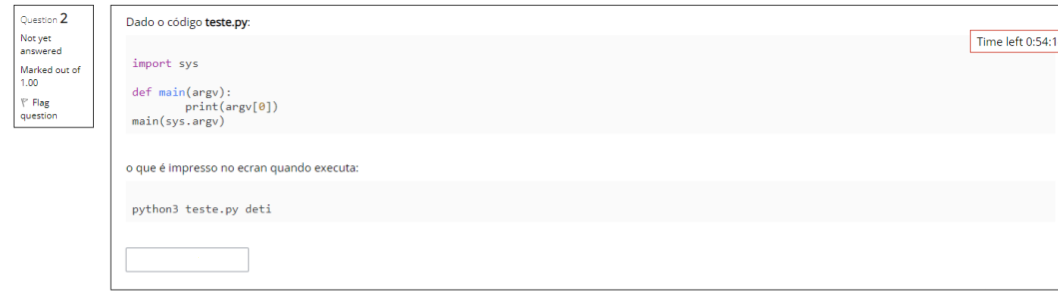 Question 2
Not yet
answered
Marked out of
1.00
Flag
question
Dado o código teste.py:
Time left 0:54:1
import sys
def main(argv):
print(argv[0])
main(sys.argv)
o que é impresso no ecran quando executa:
python3 teste.py deti